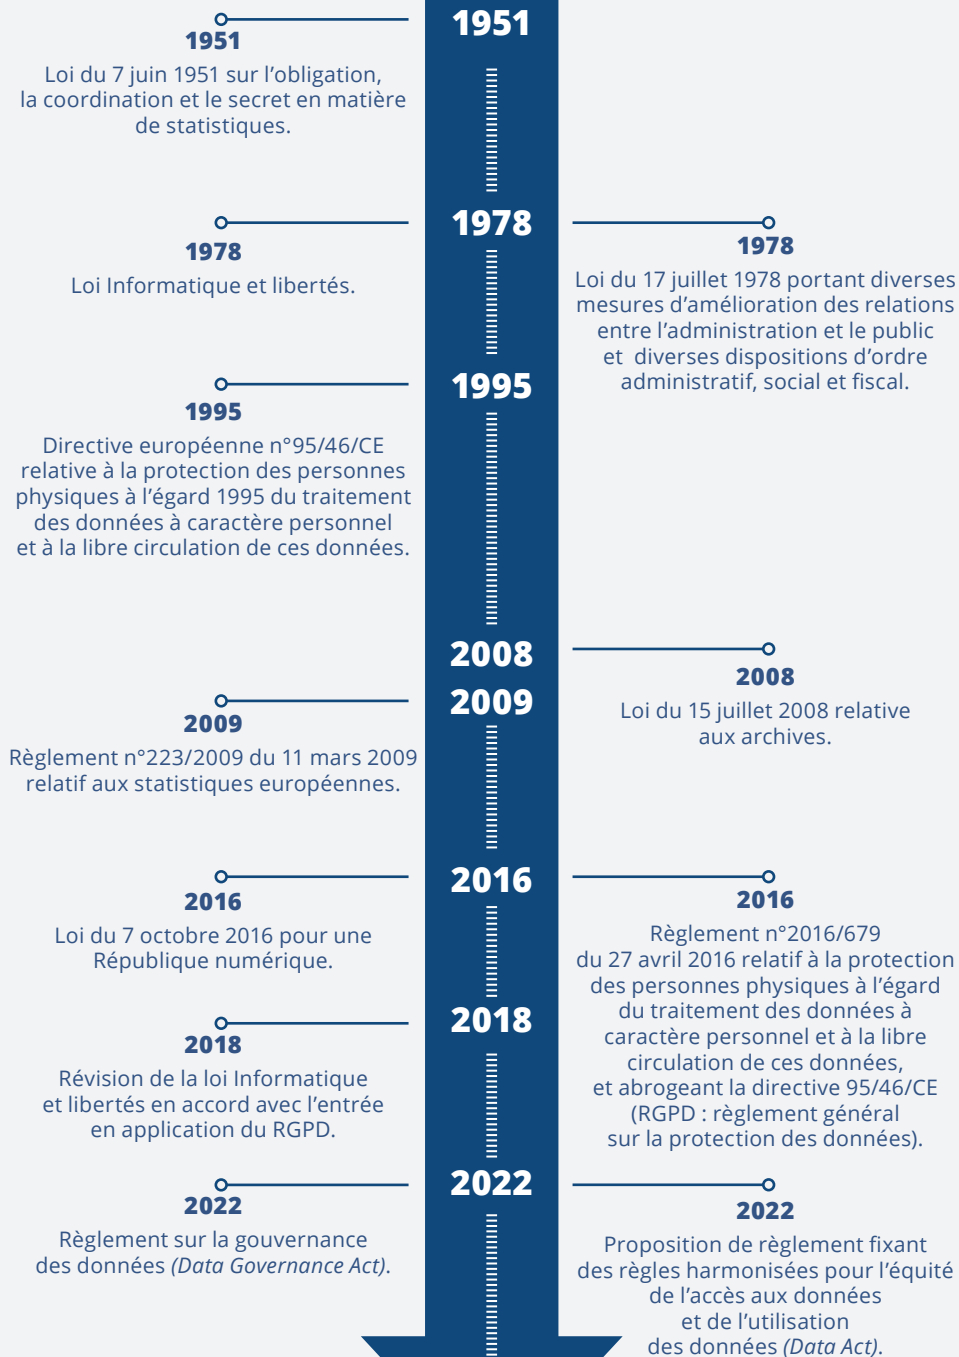 1951
1951
Loi du 7 juin 1951 sur l’obligation,
la coordination et le secret en matière
de statistiques.
1978
1978
Loi Informatique et libertés.
1978
Loi du 17 juillet 1978 portant diverses
mesures d’amélioration des relations
entre l’administration et le public
et diverses dispositions d’ordre
administratif, social et fiscal.
1995
1995
Directive européenne n°95/46/CE
relative à la protection des personnes
physiques à l’égard 1995 du traitement
des données à caractère personnel
et à la libre circulation de ces données.
2008
2008
Loi du 15 juillet 2008 relative
aux archives.
2009
2009
Règlement n°223/2009 du 11 mars 2009
relatif aux statistiques européennes.
2016
2016
Loi du 7 octobre 2016 pour une
République numérique.
2016
Règlement n°2016/679
du 27 avril 2016 relatif à la protection
des personnes physiques à l’égard
du traitement des données à
caractère personnel et à la libre
circulation de ces données,
et abrogeant la directive 95/46/CE
(RGPD : règlement général
sur la protection des données).
2018
2018
Révision de la loi Informatique
et libertés en accord avec l’entrée
en application du RGPD.
2022
2022
Règlement sur la gouvernance
des données (Data Governance Act).
2022
Proposition de règlement fixant
des règles harmonisées pour l’équité
de l’accès aux données
et de l’utilisation
des données (Data Act).